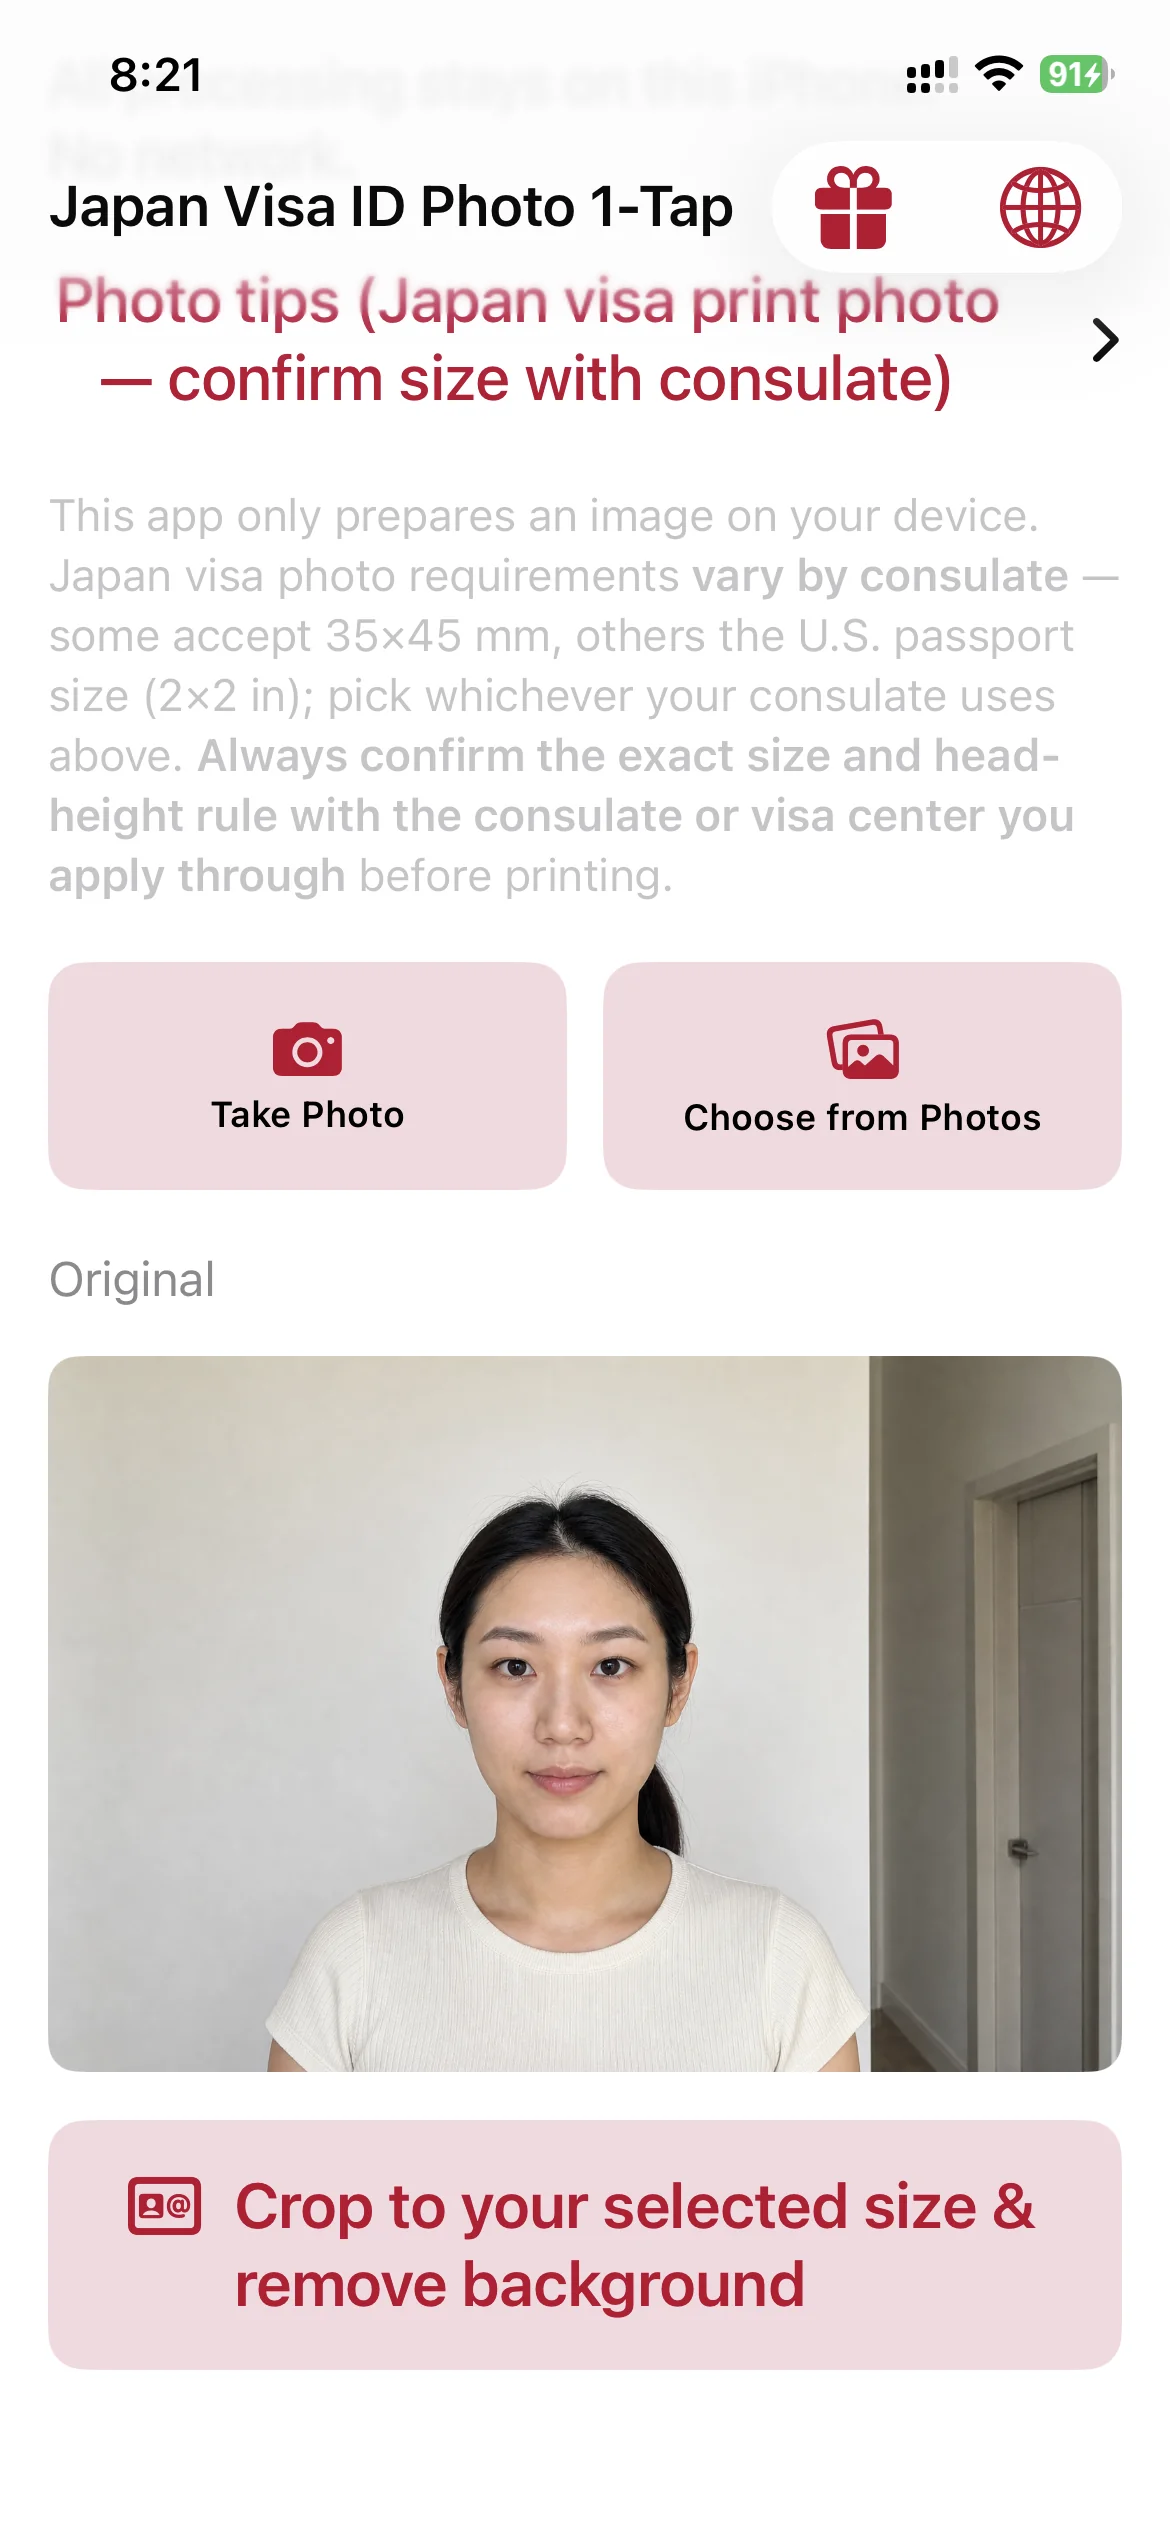 8:21
91
No network.
Japan Visa ID Photo 1-Tap
Photo tips (Japan visa print photo
— confirm size with consulate)
This app only prepares an image on your device.
Japan visa photo requirements vary by consulate —
some accept 35×45 mm, others the U.S. passport
size (2×2 in); pick whichever your consulate uses
above. Always confirm the exact size and head-
height rule with the consulate or visa center you
apply through before printing.
Take Photo
Choose from Photos
Original
Crop to your selected size &
remove background